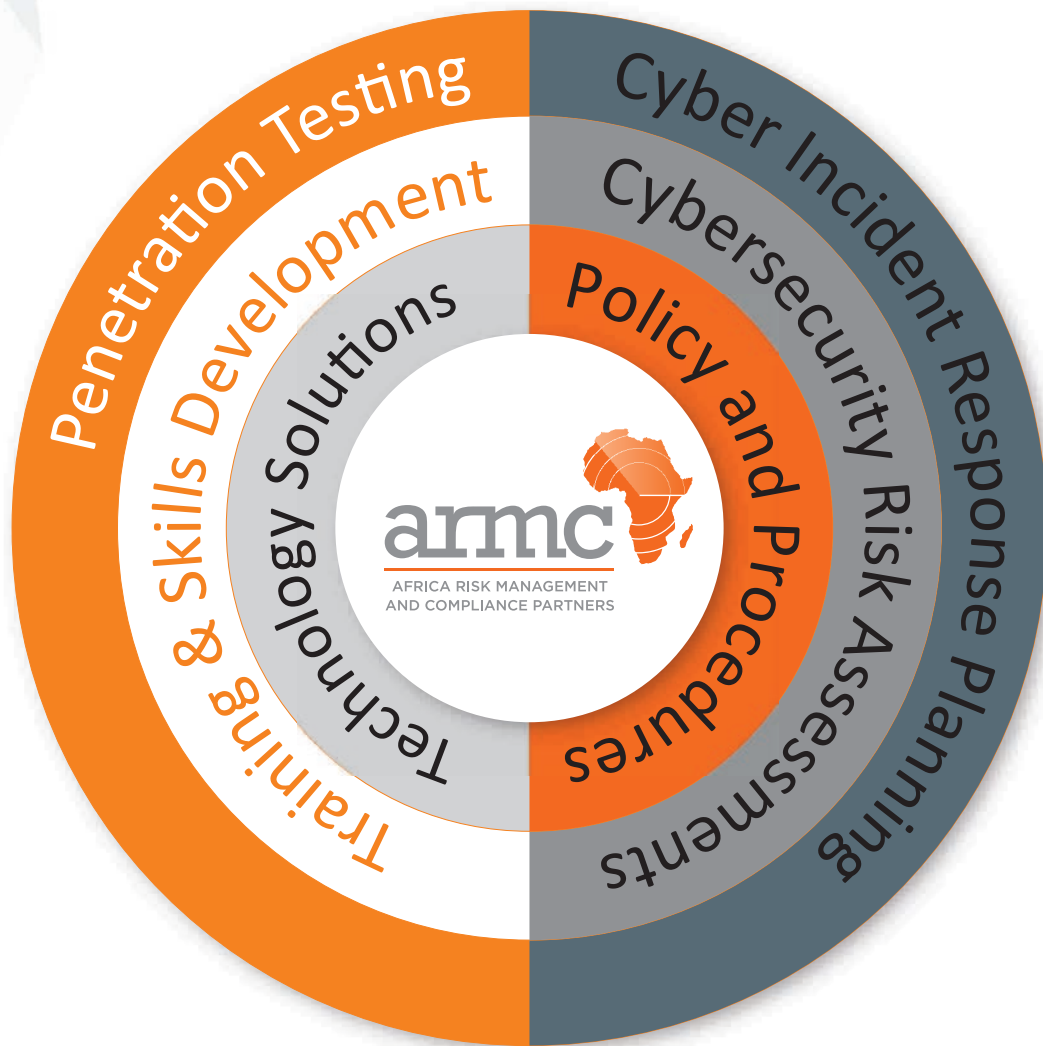 Penetration Testing
Cyber Incident Response Planning
Training & Skills Development
Cybersecurity Risk Assessments
Technology Solutions
Policy and Procedures
armc
AFRICA RISK MANAGEMENT
AND COMPLIANCE PARTNERS